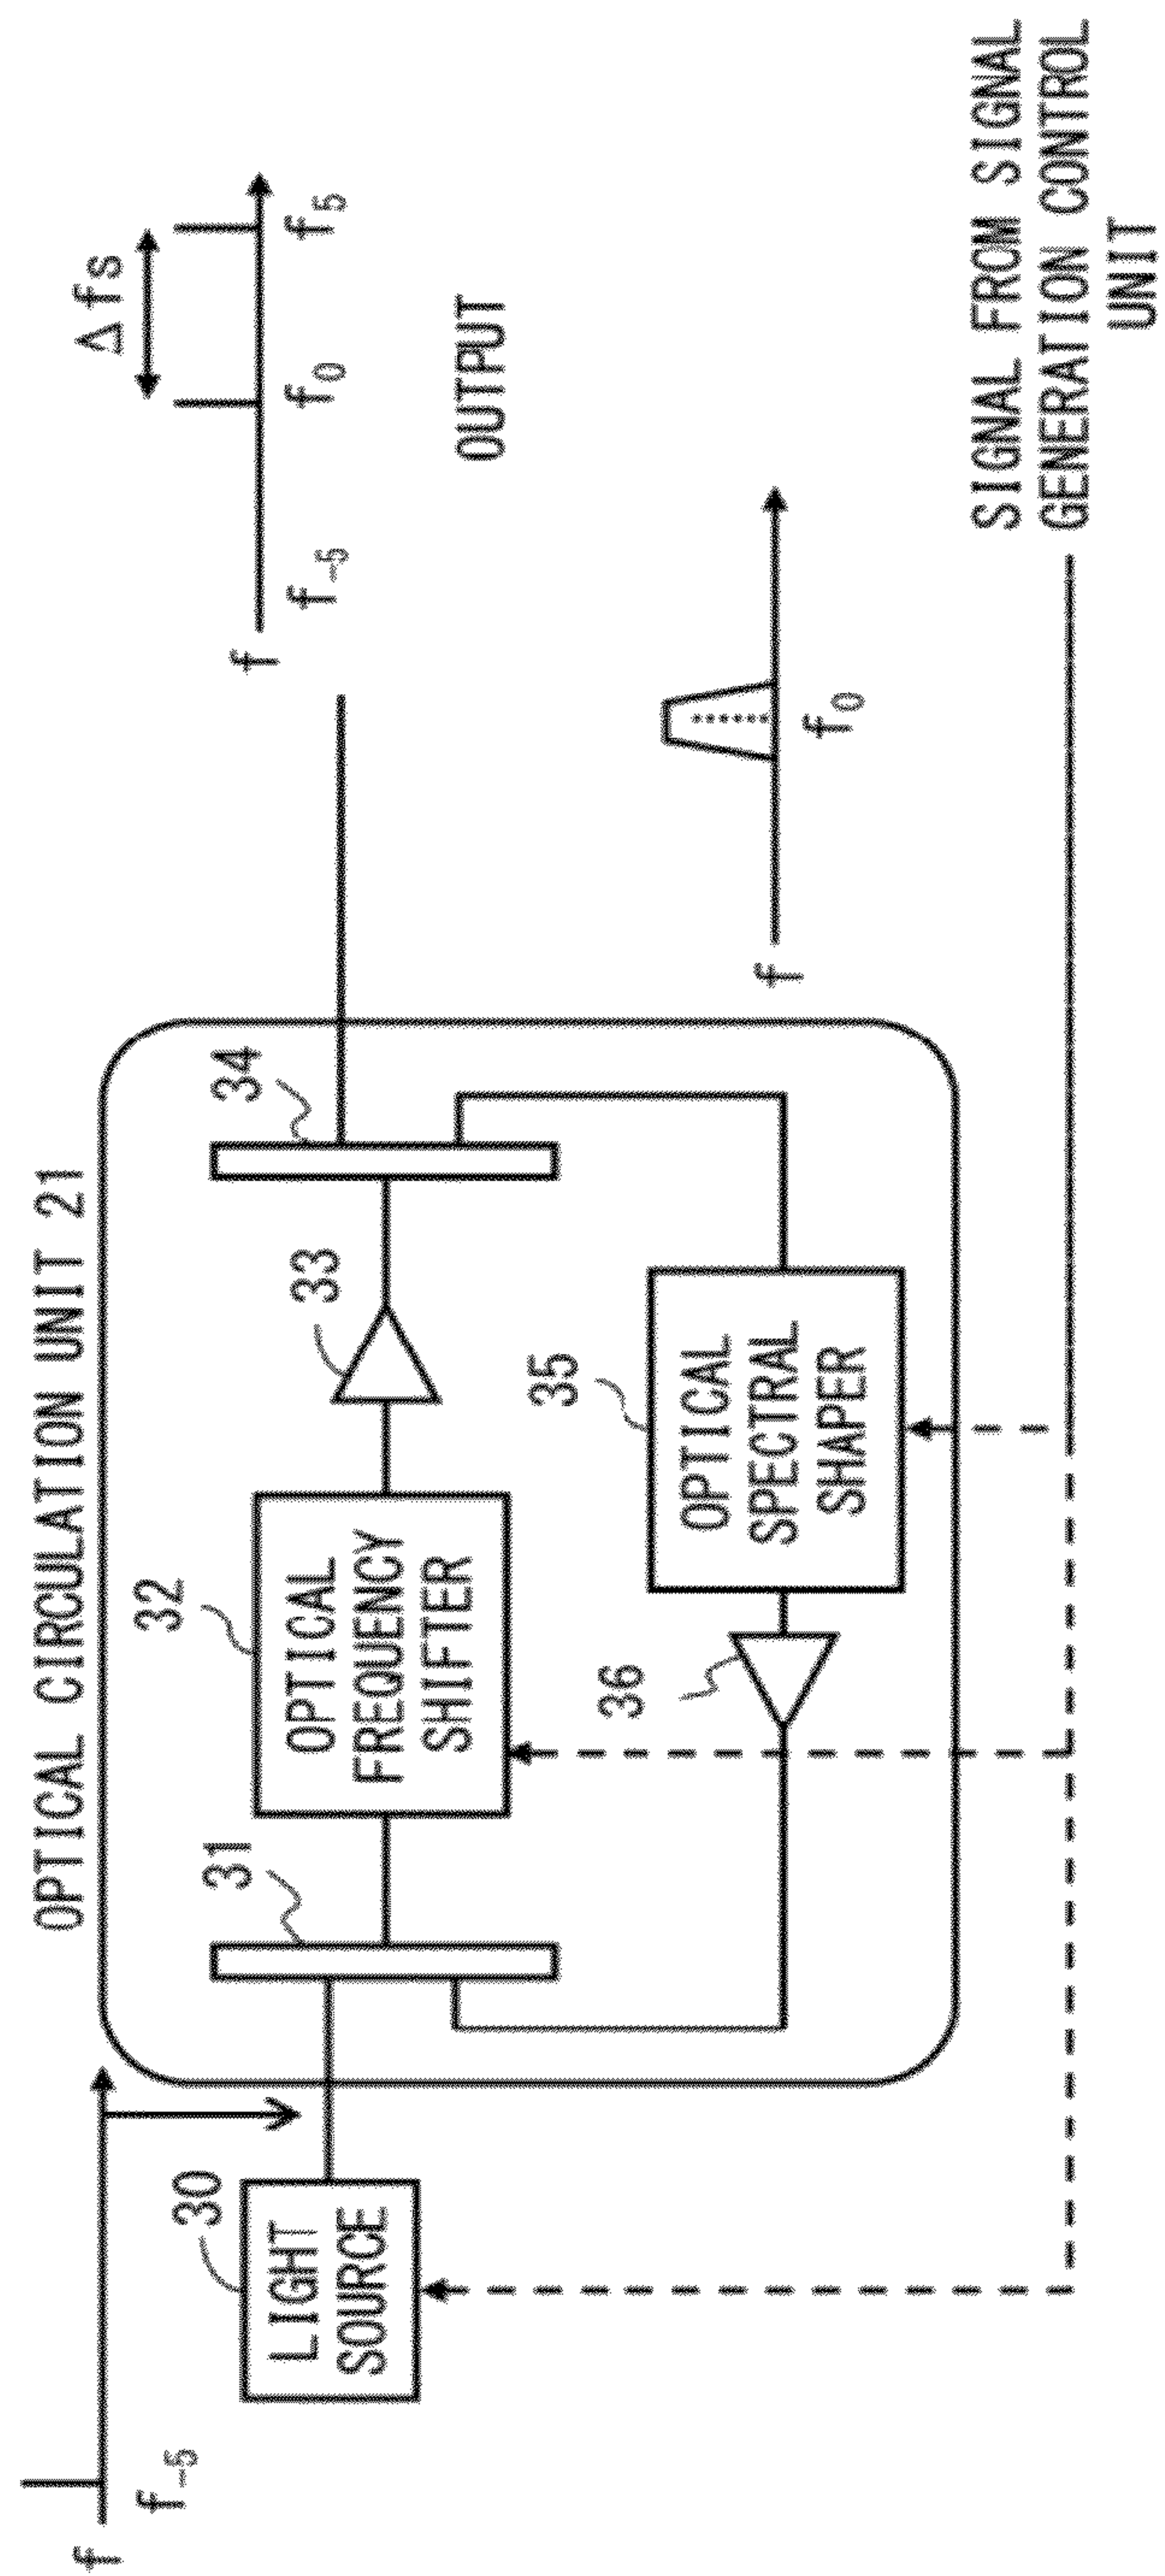 OPTICAL CIRCULATION UNIT 21
f
f₋₅
30
LIGHT
SOURCE
31
32
OPTICAL
FREQUENCY
SHIFTER
33
34
35
OPTICAL
SPECTRAL
SHAPER
36
Δfs
f
f₋₅
f₀
f₅
OUTPUT
f
f₀
SIGNAL FROM SIGNAL
GENERATION CONTROL
UNIT